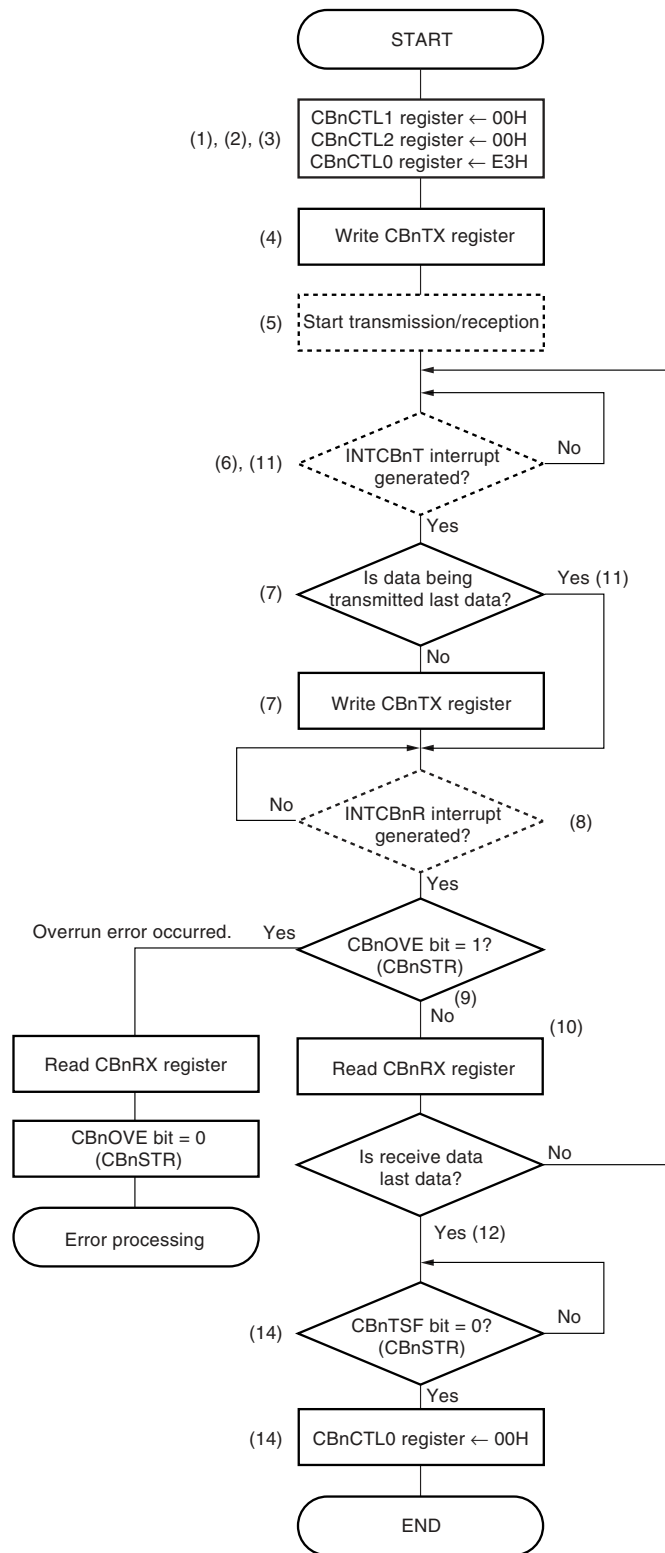 START
(1), (2), (3)
CBnCTL1 register ← 00H
CBnCTL2 register ← 00H
CBnCTL0 register ← E3H
(4)
Write CBnTX register
(5)
Start transmission/reception
(6), (11)
INTCBnT interrupt
generated?
No
Yes
(7)
Is data being
transmitted last data?
Yes (11)
No
(7)
Write CBnTX register
No
INTCBnR interrupt
generated?
(8)
Yes
Overrun error occurred.
Yes
CBnOVE bit = 1?
(CBnSTR)
(9)
No
(10)
Read CBnRX register
Read CBnRX register
CBnOVE bit = 0
(CBnSTR)
Is receive data
last data?
No
Error processing
Yes (12)
(14)
CBnTSF bit = 0?
(CBnSTR)
No
Yes
(14)
CBnCTL0 register ← 00H
END